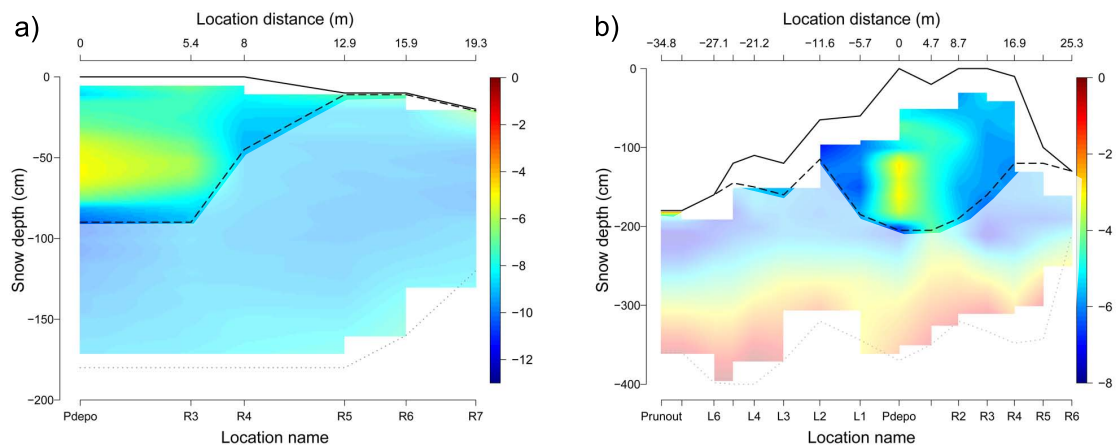 a)
Location distance (m)
0 5.4 8 12.9 15.9 19.3
Snow depth (cm)
0
−50
−100
−150
−200
0
−2
−4
−6
−8
−10
−12
Pdepo R3 R4 R5 R6 R7
Location name
b)
Location distance (m)
−34.8 −27.1 −21.2 −11.6 −5.7 0 4.7 8.7 16.9 25.3
Snow depth (cm)
0
−100
−200
−300
−400
0
−2
−4
−6
−8
Prunout L6 L4 L3 L2 L1 Pdepo R2 R3 R4 R5 R6
Location name